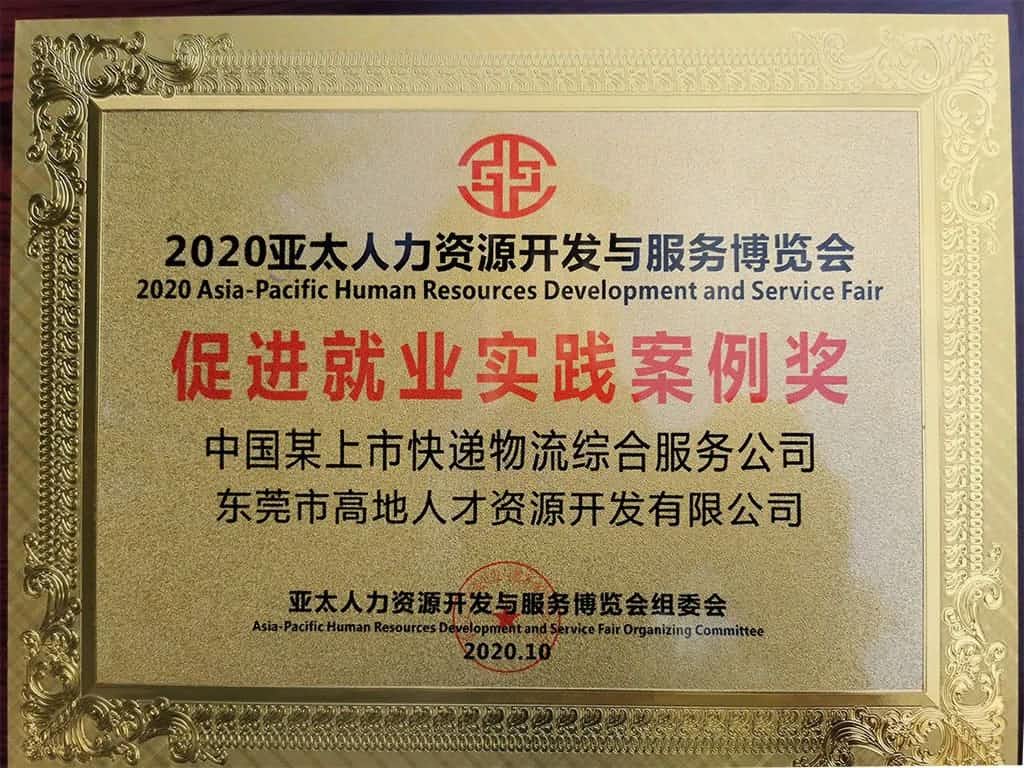 2020亚太人力资源开发与服务博览会
2020 Asia-Pacific Human Resources Development and Service Fair
促进就业实践案例奖
中国某上市快递物流综合服务公司
东莞市高地人才资源开发有限公司
亚太人力资源开发与服务博览会组委会
Asia-Pacific Human Resources Development and Service Fair Organizing Committee
2020.10